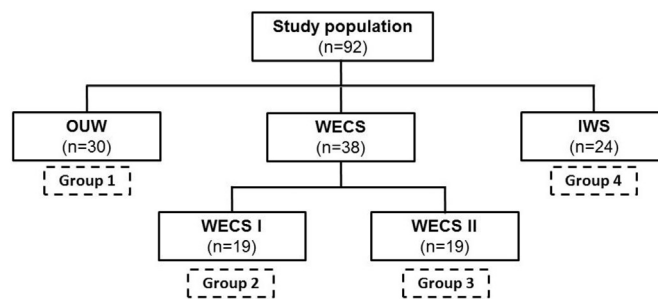 Study population
(n=92)
OUW
(n=30)
Group 1
WECS
(n=38)
IWS
(n=24)
Group 4
WECS I
(n=19)
Group 2
WECS II
(n=19)
Group 3